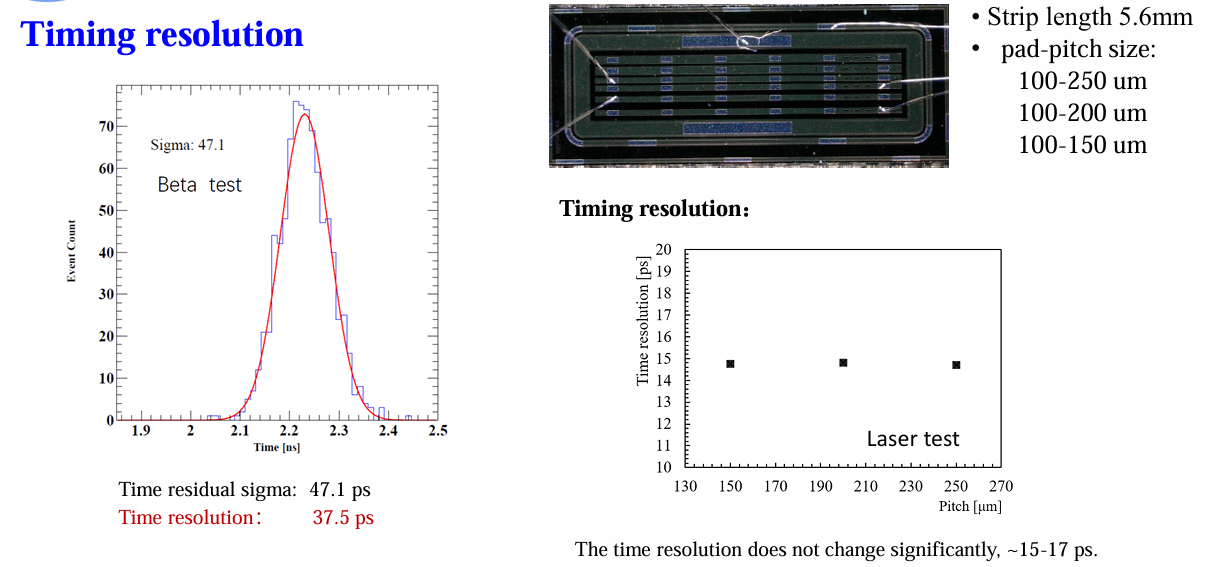 Timing resolution
Sigma: 47.1
Beta test
Event Count
70
60
50
40
30
20
10
0
1.9 2 2.1 2.2 2.3 2.4 2.5
Time [ns]
Time residual sigma: 47.1 ps
Time resolution： 37.5 ps
• Strip length 5.6mm
• pad-pitch size:
100-250 um
100-200 um
100-150 um
Timing resolution：
Time resolution [ps]
20
19
18
17
16
15
14
13
12
11
10
Laser test
130 150 170 190 210 230 250 270
Pitch [μm]
The time resolution does not change significantly, ~15-17 ps.